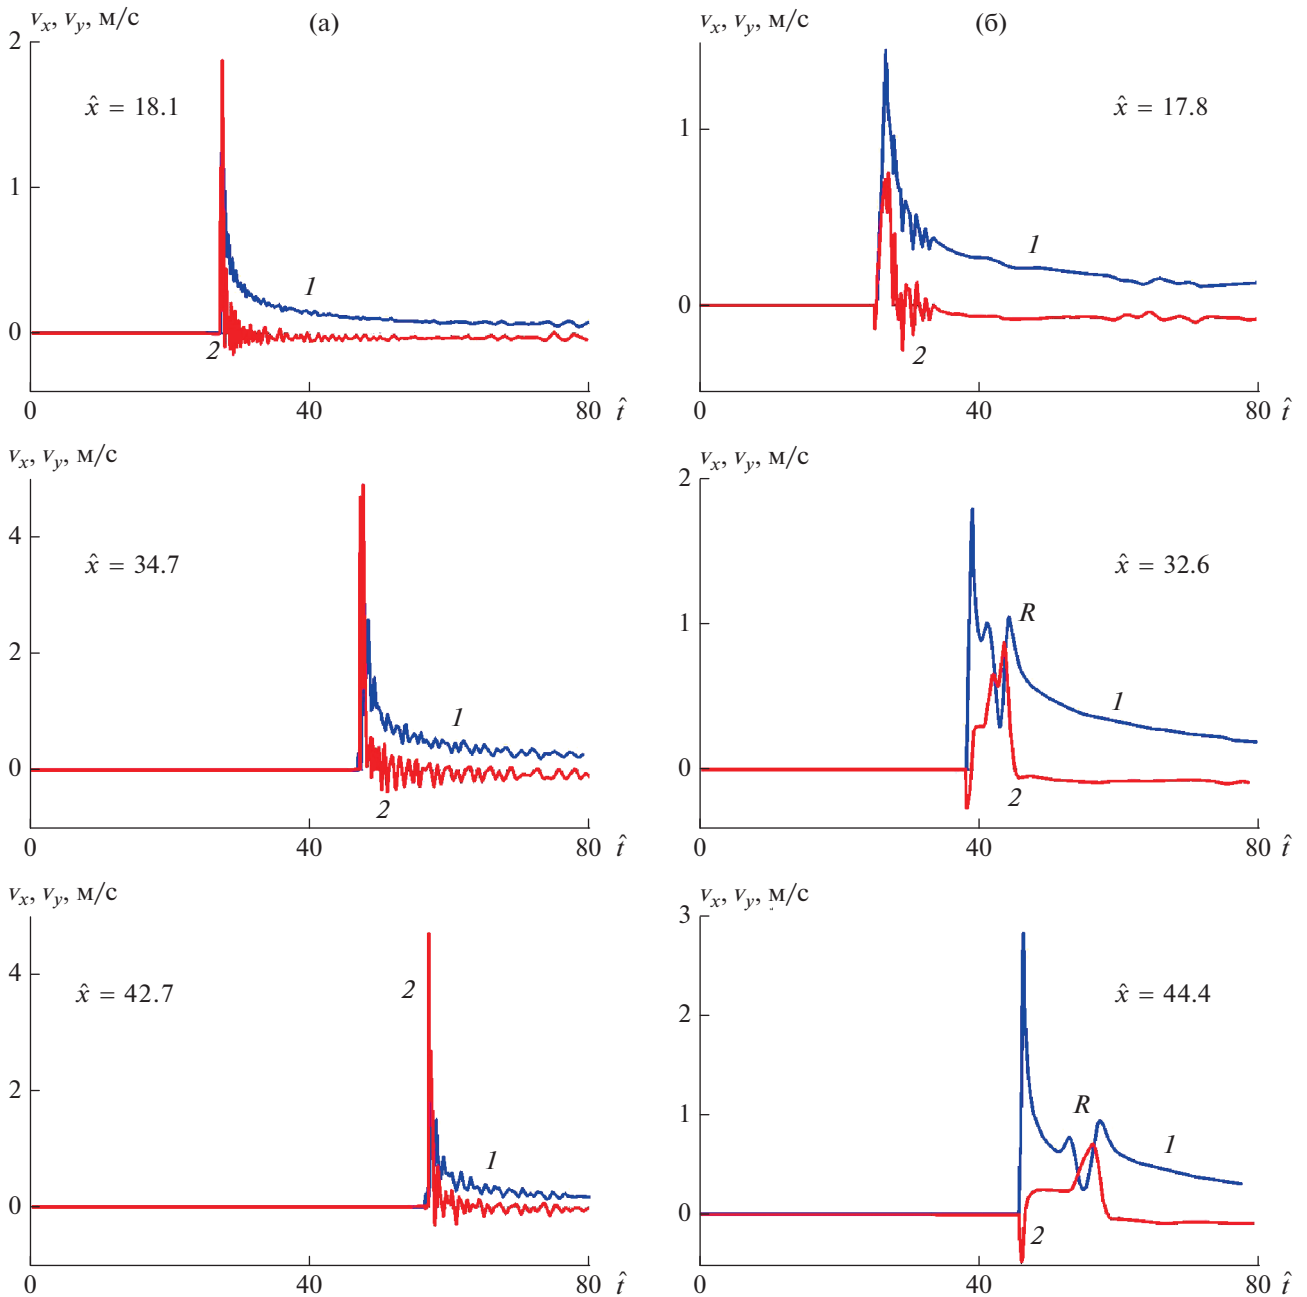 v_x, v_y, м/с (а)
2
x̂ = 18.1
1
1
0
2
0 40 80 t̂
v_x, v_y, м/с (б)
x̂ = 17.8
1
1
0
2
0 40 80 t̂
v_x, v_y, м/с
4
x̂ = 34.7
2
1
0
2
0 40 80 t̂
v_x, v_y, м/с
2
x̂ = 32.6
R
1
1
0
2
0 40 80 t̂
v_x, v_y, м/с
4
2
x̂ = 42.7
2
1
0
0 40 80 t̂
v_x, v_y, м/с
3
x̂ = 44.4
2
R
1
1
0
2
0 40 80 t̂